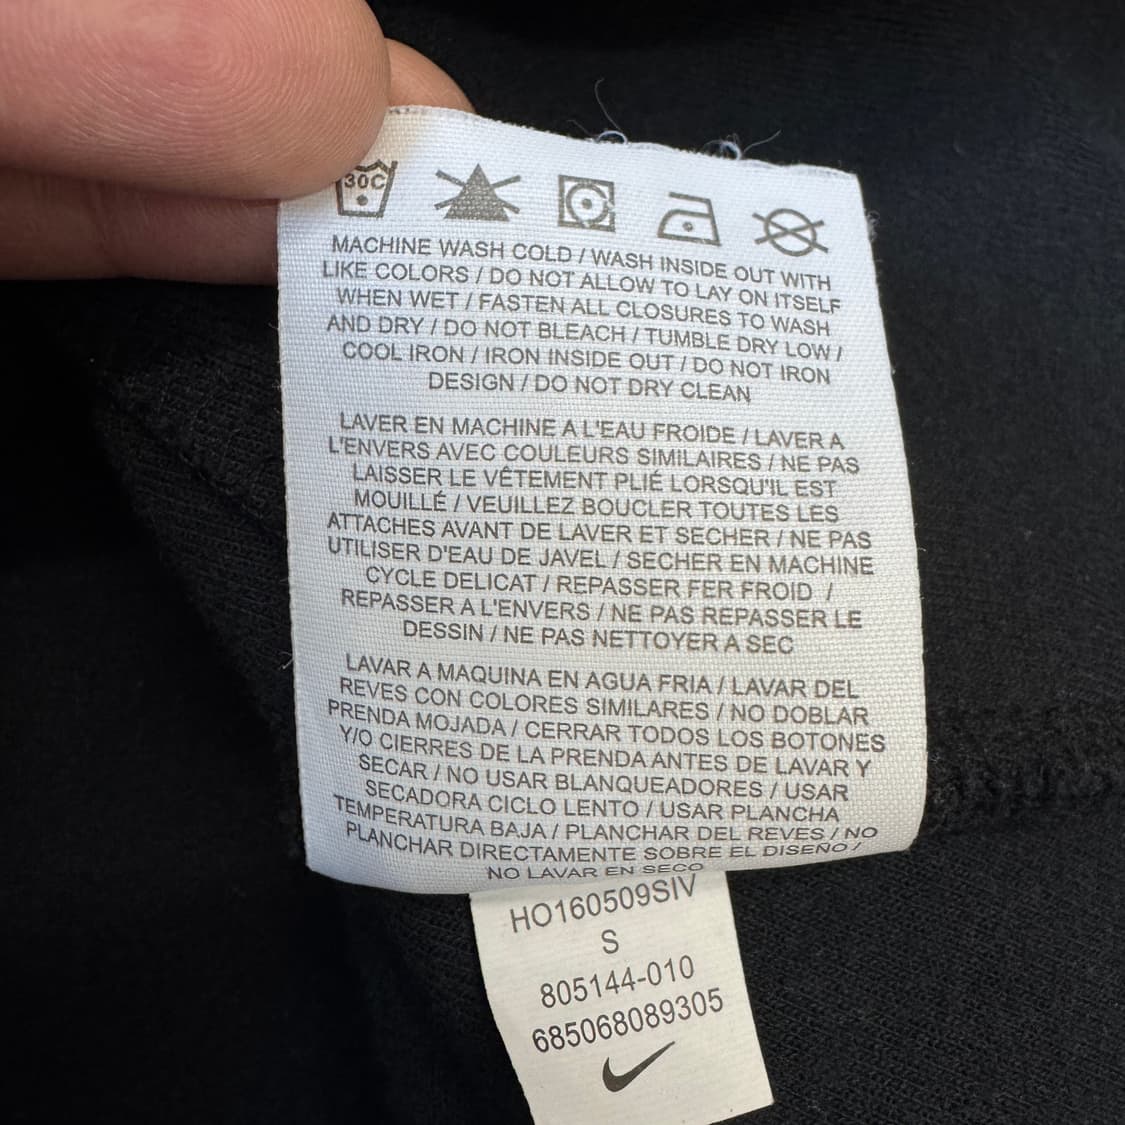 30C
MACHINE WASH COLD / WASH INSIDE OUT WITH
LIKE COLORS / DO NOT ALLOW TO LAY ON ITSELF
WHEN WET / FASTEN ALL CLOSURES TO WASH
AND DRY / DO NOT BLEACH / TUMBLE DRY LOW /
COOL IRON / IRON INSIDE OUT / DO NOT IRON
DESIGN / DO NOT DRY CLEAN
LAVER EN MACHINE A L'EAU FROIDE / LAVER A
L'ENVERS AVEC COULEURS SIMILAIRES / NE PAS
LAISSER LE VÊTEMENT PLIÉ LORSQU'IL EST
MOUILLÉ / VEUILLEZ BOUCLER TOUTES LES
ATTACHES AVANT DE LAVER ET SECHER / NE PAS
UTILISER D'EAU DE JAVEL / SECHER EN MACHINE
CYCLE DELICAT / REPASSER FER FROID /
REPASSER A L'ENVERS / NE PAS REPASSER LE
DESSIN / NE PAS NETTOYER A SEC
LAVAR A MAQUINA EN AGUA FRIA / LAVAR DEL
REVES CON COLORES SIMILARES / NO DOBLAR
PRENDA MOJADA / CERRAR TODOS LOS BOTONES
Y/O CIERRES DE LA PRENDA ANTES DE LAVAR Y
SECAR / NO USAR BLANQUEADORES / USAR
SECADORA CICLO LENTO / USAR PLANCHA
TEMPERATURA BAJA / PLANCHAR DEL REVES / NO
PLANCHAR DIRECTAMENTE SOBRE EL DISEÑO /
NO LAVAR EN SECO
HO160509SIV
S
805144-010
685068089305